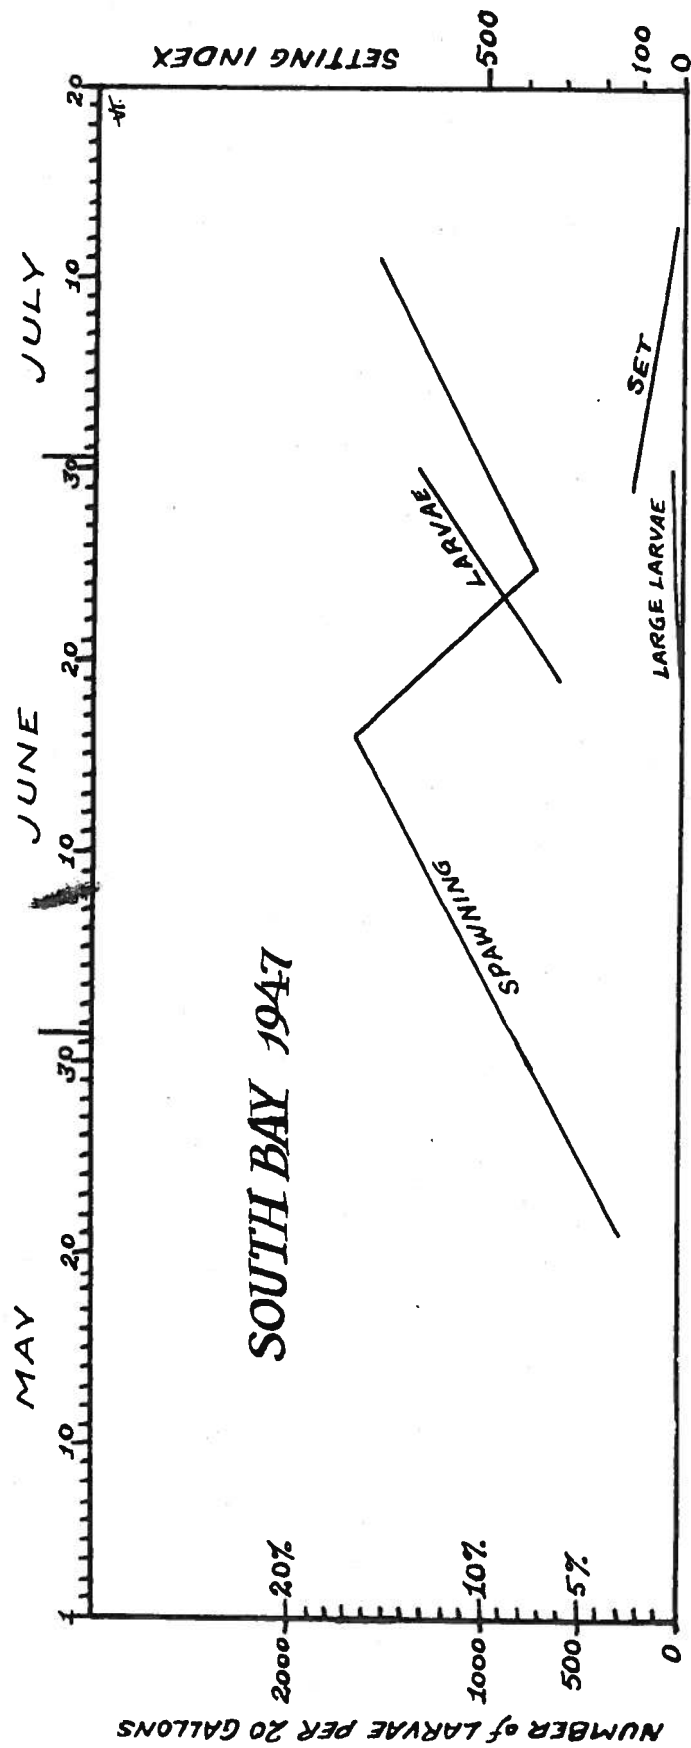 MAY
JUNE
JULY
1
10
20
30
10
20
30
10
20
NUMBER of LARVAE PER 20 GALLONS
2000
1000
500
0
20%
10%
5%
SOUTH BAY 1947
SPAWNING
LARVAE
LARGE LARVAE
SET
SETTING INDEX
500
100
0